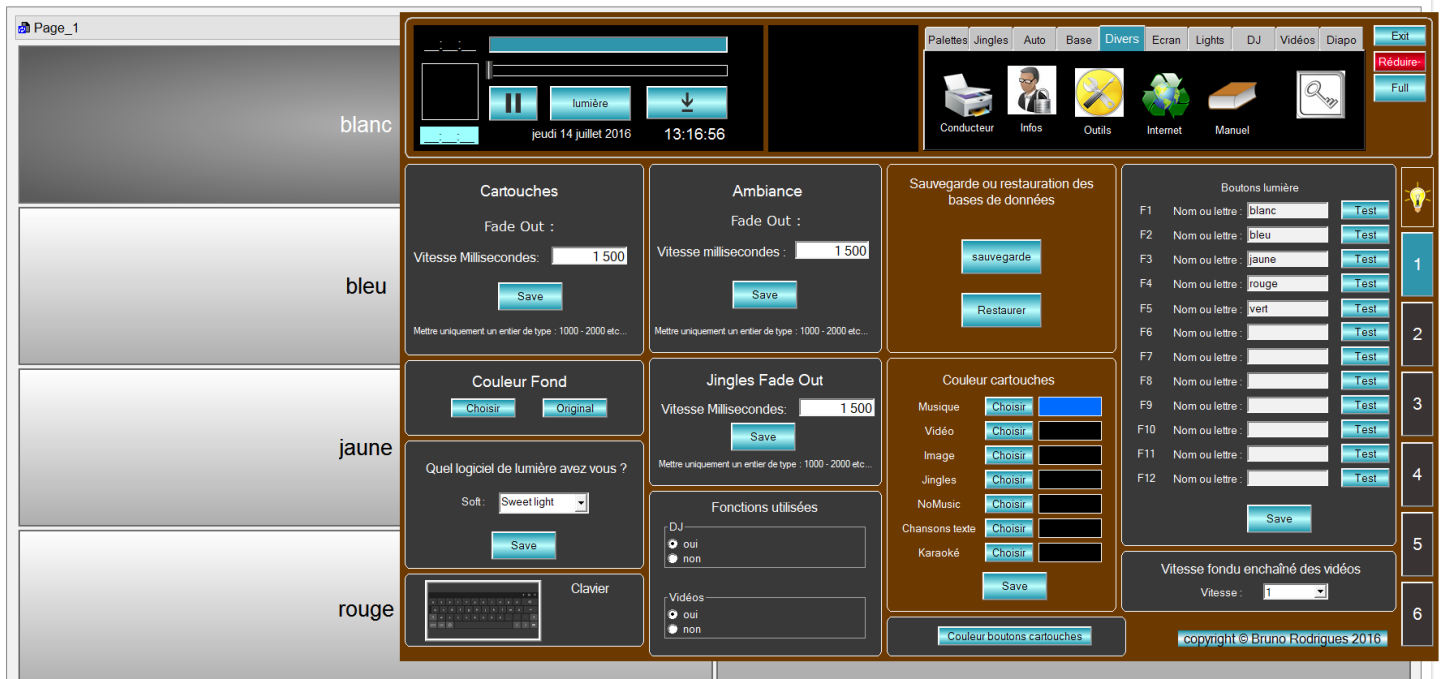 Page_1
blanc
bleu
jaune
rouge
__:__:__
__:__:__
lumière
jeudi 14 juillet 2016
13:16:56
Palettes Jingles Auto Base Divers Ecran Lights DJ Vidéos Diapo
Exit
Réduire-
Full
Conducteur Infos Outils Internet Manuel
Cartouches
Fade Out :
Vitesse Millisecondes: 1 500
Save
Mettre uniquement un entier de type : 1000 - 2000 etc...
Ambiance
Fade Out :
Vitesse millisecondes : 1 500
Save
Mettre uniquement un entier de type : 1000 - 2000 etc...
Sauvegarde ou restauration des
bases de données
sauvegarde
Restaurer
Boutons lumière
F1 Nom ou lettre : blanc Test
F2 Nom ou lettre : bleu Test
F3 Nom ou lettre : jaune Test
F4 Nom ou lettre : rouge Test
F5 Nom ou lettre : vert Test
F6 Nom ou lettre : Test
F7 Nom ou lettre : Test
F8 Nom ou lettre : Test
F9 Nom ou lettre : Test
F10 Nom ou lettre : Test
F11 Nom ou lettre : Test
F12 Nom ou lettre : Test
Save
1
2
3
4
5
6
Couleur Fond
Choisir Original
Jingles Fade Out
Vitesse Millisecondes: 1 500
Save
Mettre uniquement un entier de type : 1000 - 2000 etc...
Couleur cartouches
Musique Choisir
Vidéo Choisir
Image Choisir
Jingles Choisir
NoMusic Choisir
Chansons texte Choisir
Karaoké Choisir
Save
Quel logiciel de lumière avez vous ?
Soft : Sweet light
Save
Fonctions utilisées
DJ
oui
non
Vidéos
oui
non
Clavier
Vitesse fondu enchaîné des vidéos
Vitesse : 1
Couleur boutons cartouches
copyright © Bruno Rodrigues 2016